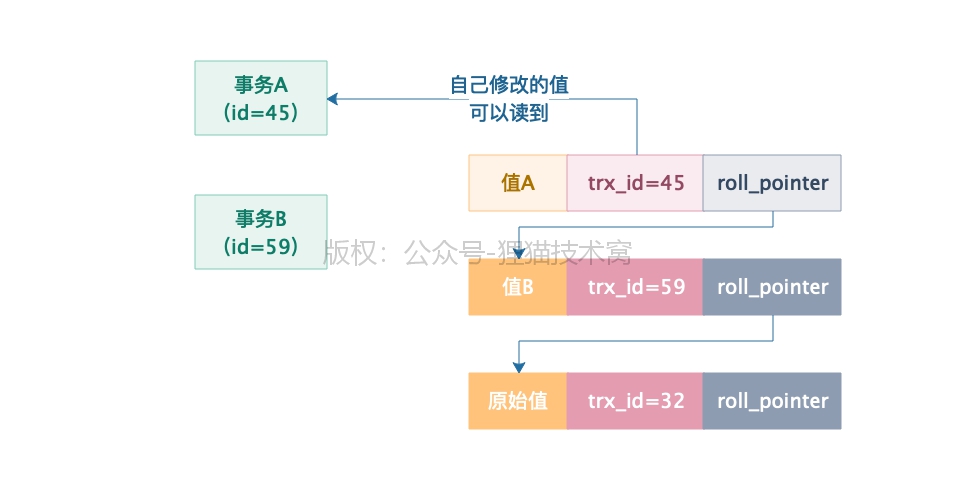 事务A
(id=45)
自己修改的值
可以读到
值A
trx_id=45
roll_pointer
事务B
(id=59)
版权：公众号-狸猫技术窝
值B
trx_id=59
roll_pointer
原始值
trx_id=32
roll_pointer